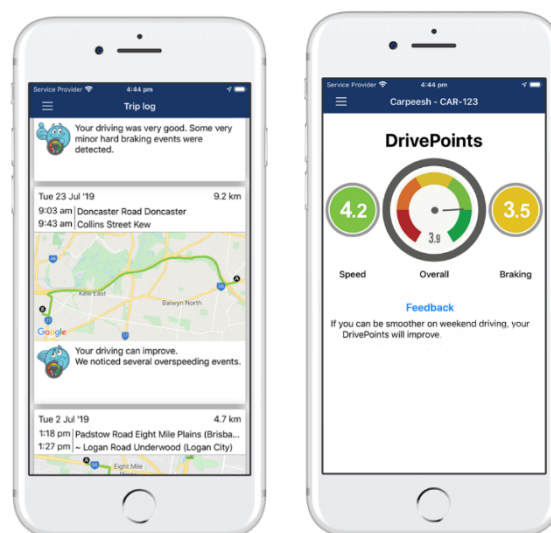 Service Provider 4:44 pm
Trip log
Your driving was very good. Some very
minor hard braking events were
detected.
Tue 23 Jul '19 9.2 km
9:03 am Doncaster Road Doncaster
9:43 am Collins Street Kew
Kew East
Balwyn North
A
B
Google
Your driving can improve.
We noticed several overspeeding events.
Tue 2 Jul '19 4.7 km
1:18 pm Padstow Road Eight Mile Plains (Brisba...
1:27 pm ~ Logan Road Underwood (Logan City)
A
Eight Mile
Service Provider 4:44 pm
Carpeesh - CAR-123
DrivePoints
4.2
3.9
3.5
Speed Overall Braking
Feedback
If you can be smoother on weekend driving, your
DrivePoints will improve.